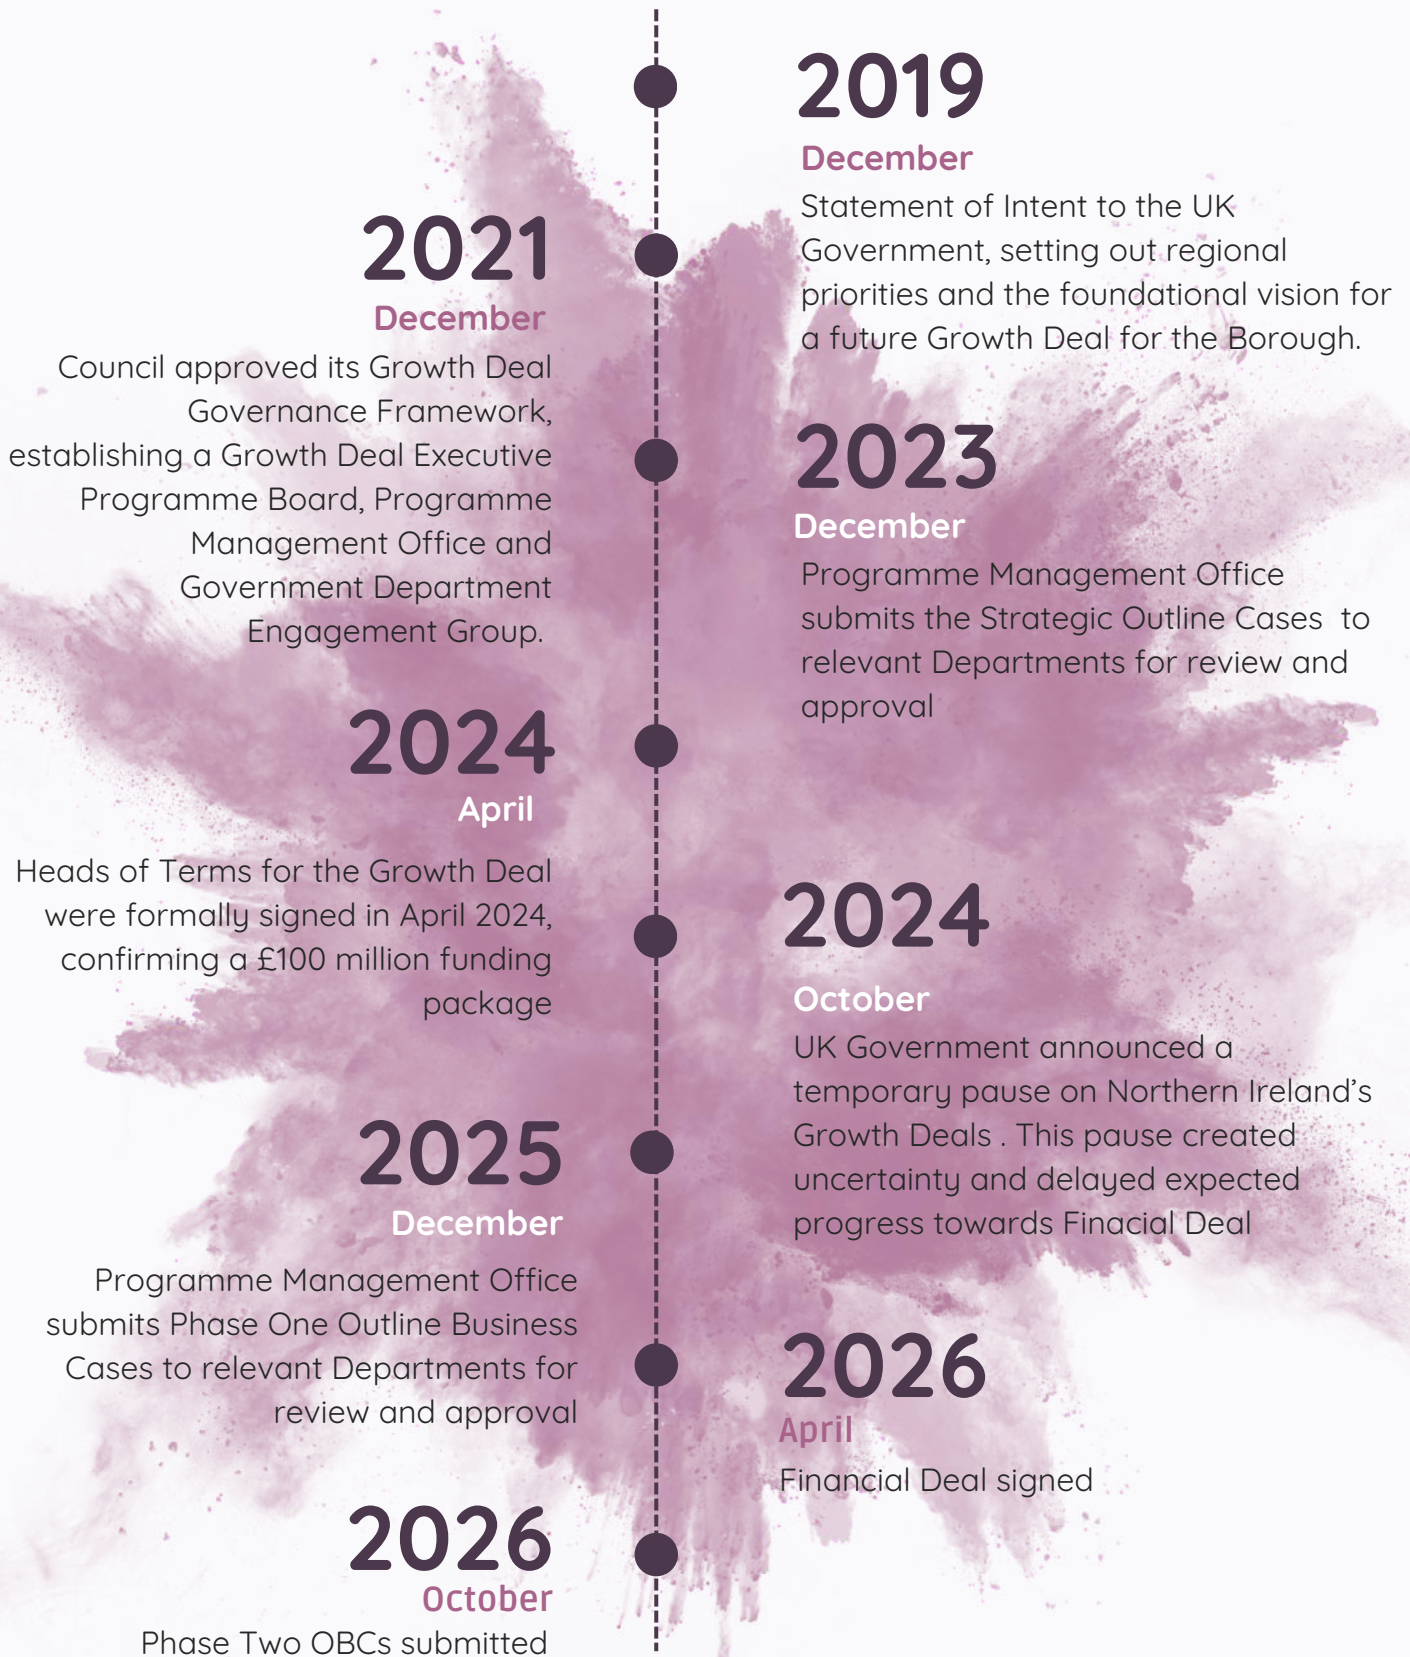 2019
December
Statement of Intent to the UK
Government, setting out regional
priorities and the foundational vision for
a future Growth Deal for the Borough.
2021
December
Council approved its Growth Deal
Governance Framework,
establishing a Growth Deal Executive
Programme Board, Programme
Management Office and
Government Department
Engagement Group.
2023
December
Programme Management Office
submits the Strategic Outline Cases  to
relevant Departments for review and
approval
2024
April
Heads of Terms for the Growth Deal
were formally signed in April 2024,
confirming a £100 million funding
package
2024
October
UK Government announced a
temporary pause on Northern Ireland’s
Growth Deals . This pause created
uncertainty and delayed expected
progress towards Finacial Deal
2025
December
Programme Management Office
submits Phase One Outline Business
Cases to relevant Departments for
review and approval
2026
April
Financial Deal signed
2026
October
Phase Two OBCs submitted